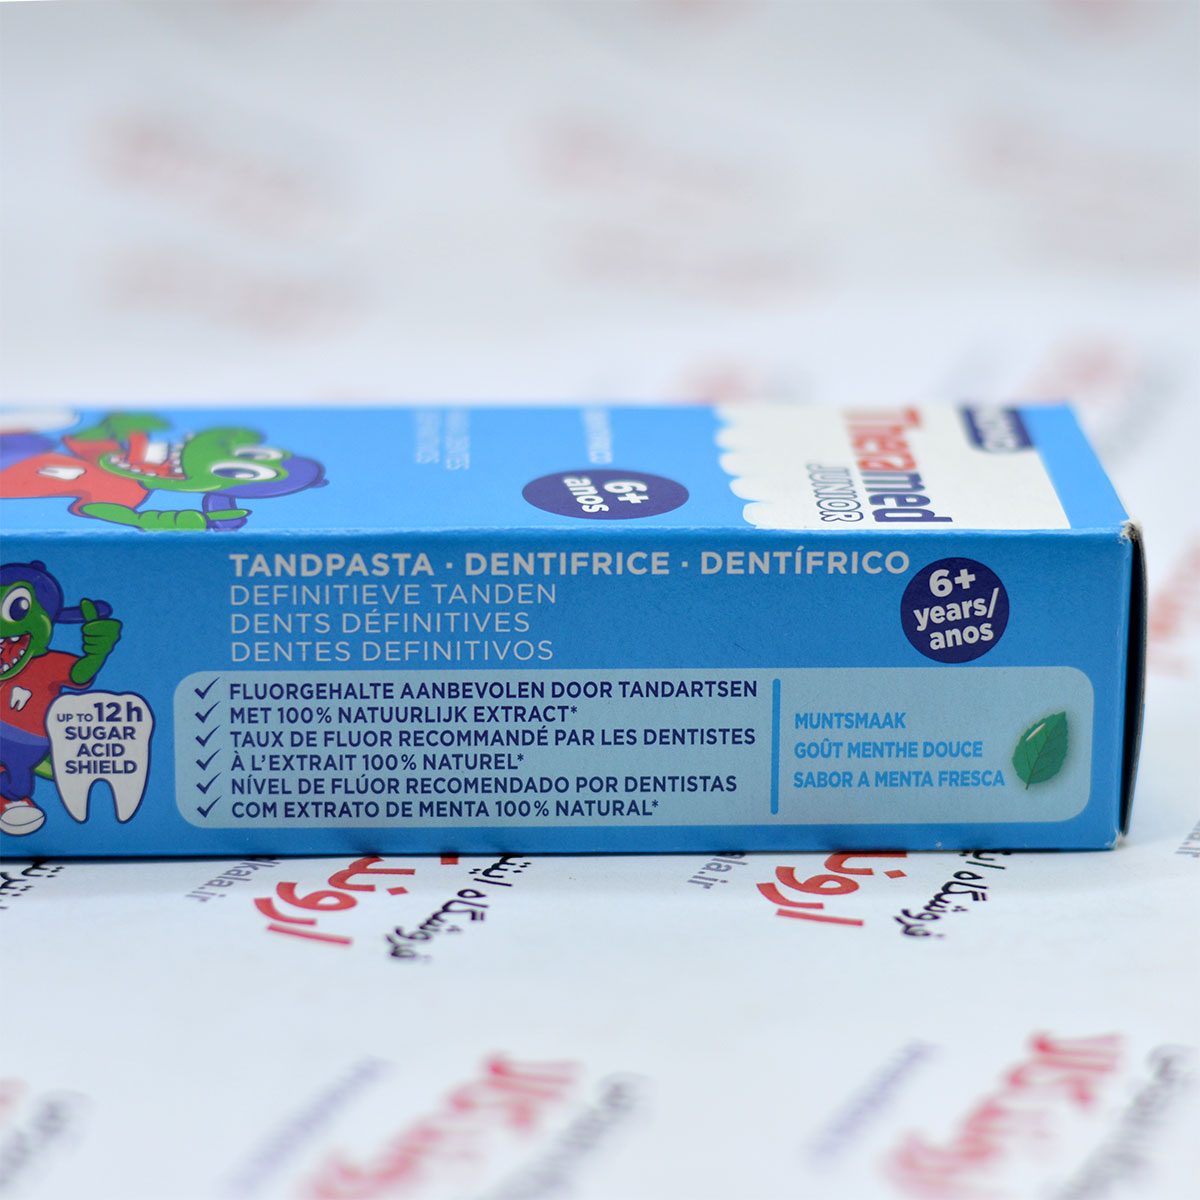 Theramed
JUNIOR
6+
anos
TANDPASTA · DENTIFRICE · DENTÍFRICO
DEFINITIEVE TANDEN
DENTS DÉFINITIVES
DENTES DEFINITIVOS
6+
years/
anos
UP TO 12h
SUGAR
ACID
SHIELD
✓ FLUORGEHALTE AANBEVOLEN DOOR TANDARTSEN
✓ MET 100% NATUURLIJK EXTRACT*
✓ TAUX DE FLUOR RECOMMANDÉ PAR LES DENTISTES
✓ À L'EXTRAIT 100% NATUREL*
✓ NÍVEL DE FLÚOR RECOMENDADO POR DENTISTAS
✓ COM EXTRATO DE MENTA 100% NATURAL*
MUNTSMAAK
GOÛT MENTHE DOUCE
SABOR A MENTA FRESCA